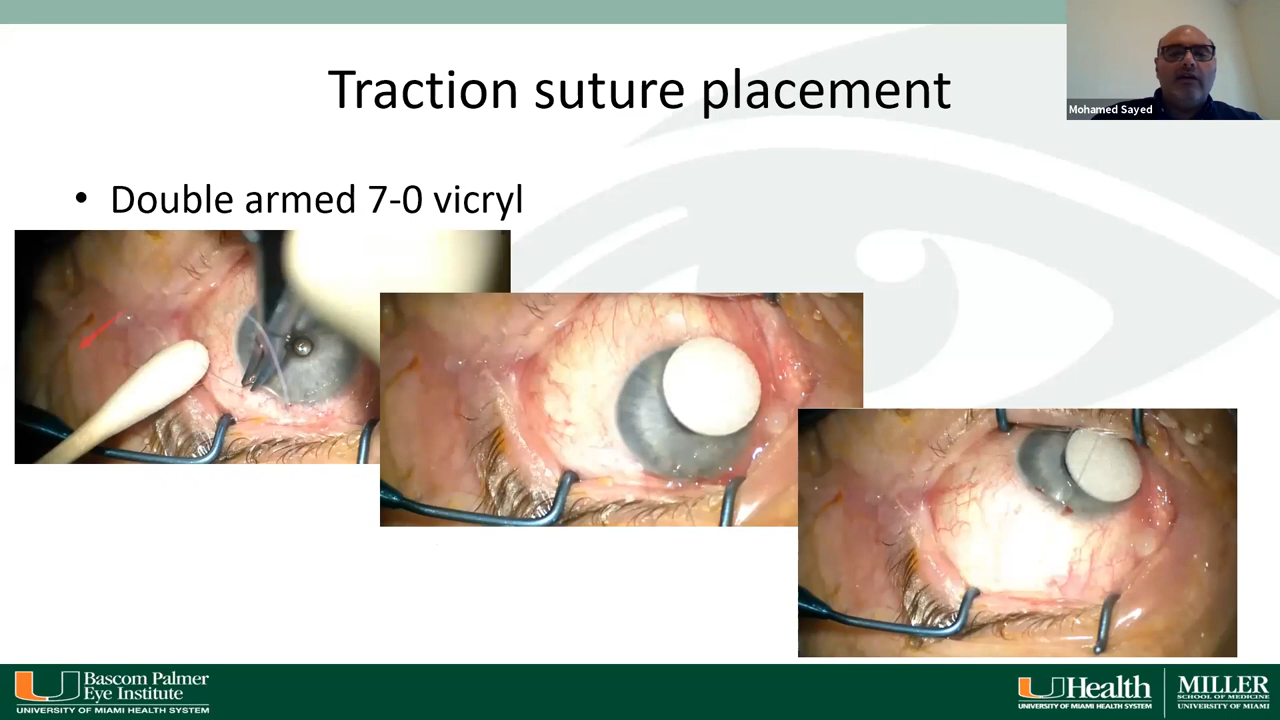 Traction suture placement
Mohamed Sayed
• Double armed 7-0 vicryl
Bascom Palmer
Eye Institute
UNIVERSITY OF MIAMI HEALTH SYSTEM
UHealth
UNIVERSITY OF MIAMI HEALTH SYSTEM
MILLER
SCHOOL OF MEDICINE
UNIVERSITY OF MIAMI